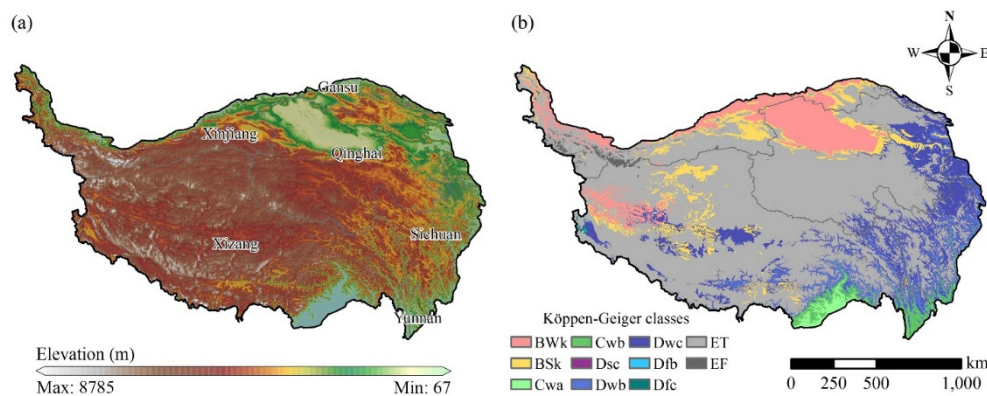 (a)
Gansu
Xinjiang
Qinghai
Xizang
Sichuan
Yunnan
Elevation (m)
Max: 8785
Min: 67
(b)
N
W
E
S
Köppen-Geiger classes
BWk
Cwb
Dwc
ET
BSk
Dsc
Dfb
EF
Cwa
Dwb
Dfc
km
0 250 500 1,000